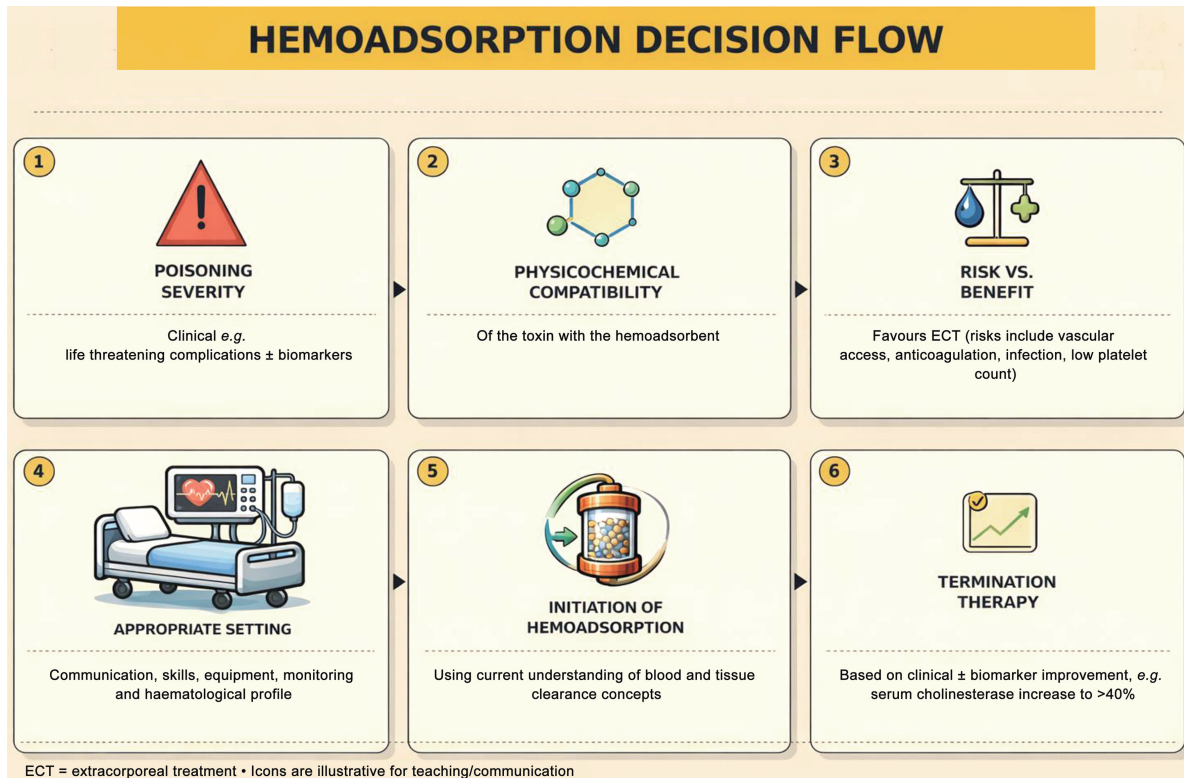 HEMOADSORPTION DECISION FLOW
1
POISONING
SEVERITY
Clinical e.g.
life threatening complications ± biomarkers
2
PHYSICOCHEMICAL
COMPATIBILITY
Of the toxin with the hemoadsorbent
3
RISK VS.
BENEFIT
Favours ECT (risks include vascular
access, anticoagulation, infection, low platelet
count)
4
APPROPRIATE SETTING
Communication, skills, equipment, monitoring
and haematological profile
5
INITIATION OF
HEMOADSORPTION
Using current understanding of blood and tissue
clearance concepts
6
TERMINATION
THERAPY
Based on clinical ± biomarker improvement, e.g.
serum cholinesterase increase to >40%
ECT = extracorporeal treatment • Icons are illustrative for teaching/communication